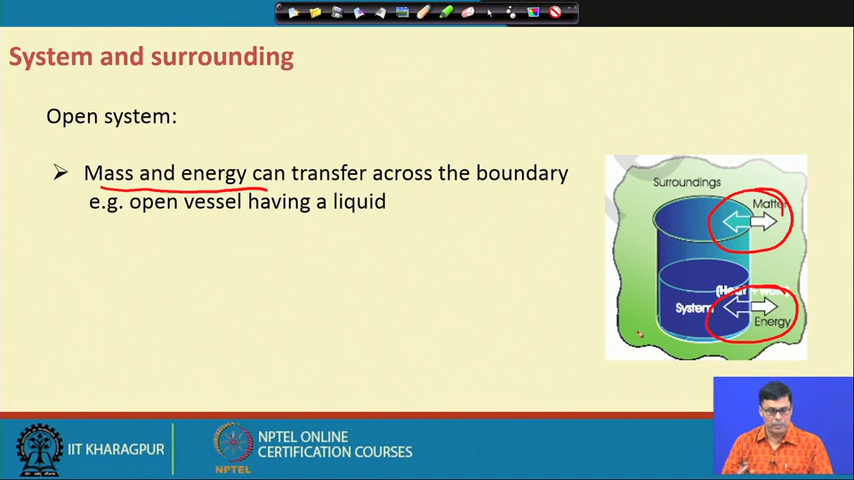 System and surrounding
Open system:
➢ Mass and energy can transfer across the boundary
e.g. open vessel having a liquid
Surroundings
Matter
(Heat + work)
System
Energy
IIT KHARAGPUR
NPTEL
NPTEL ONLINE
CERTIFICATION COURSES